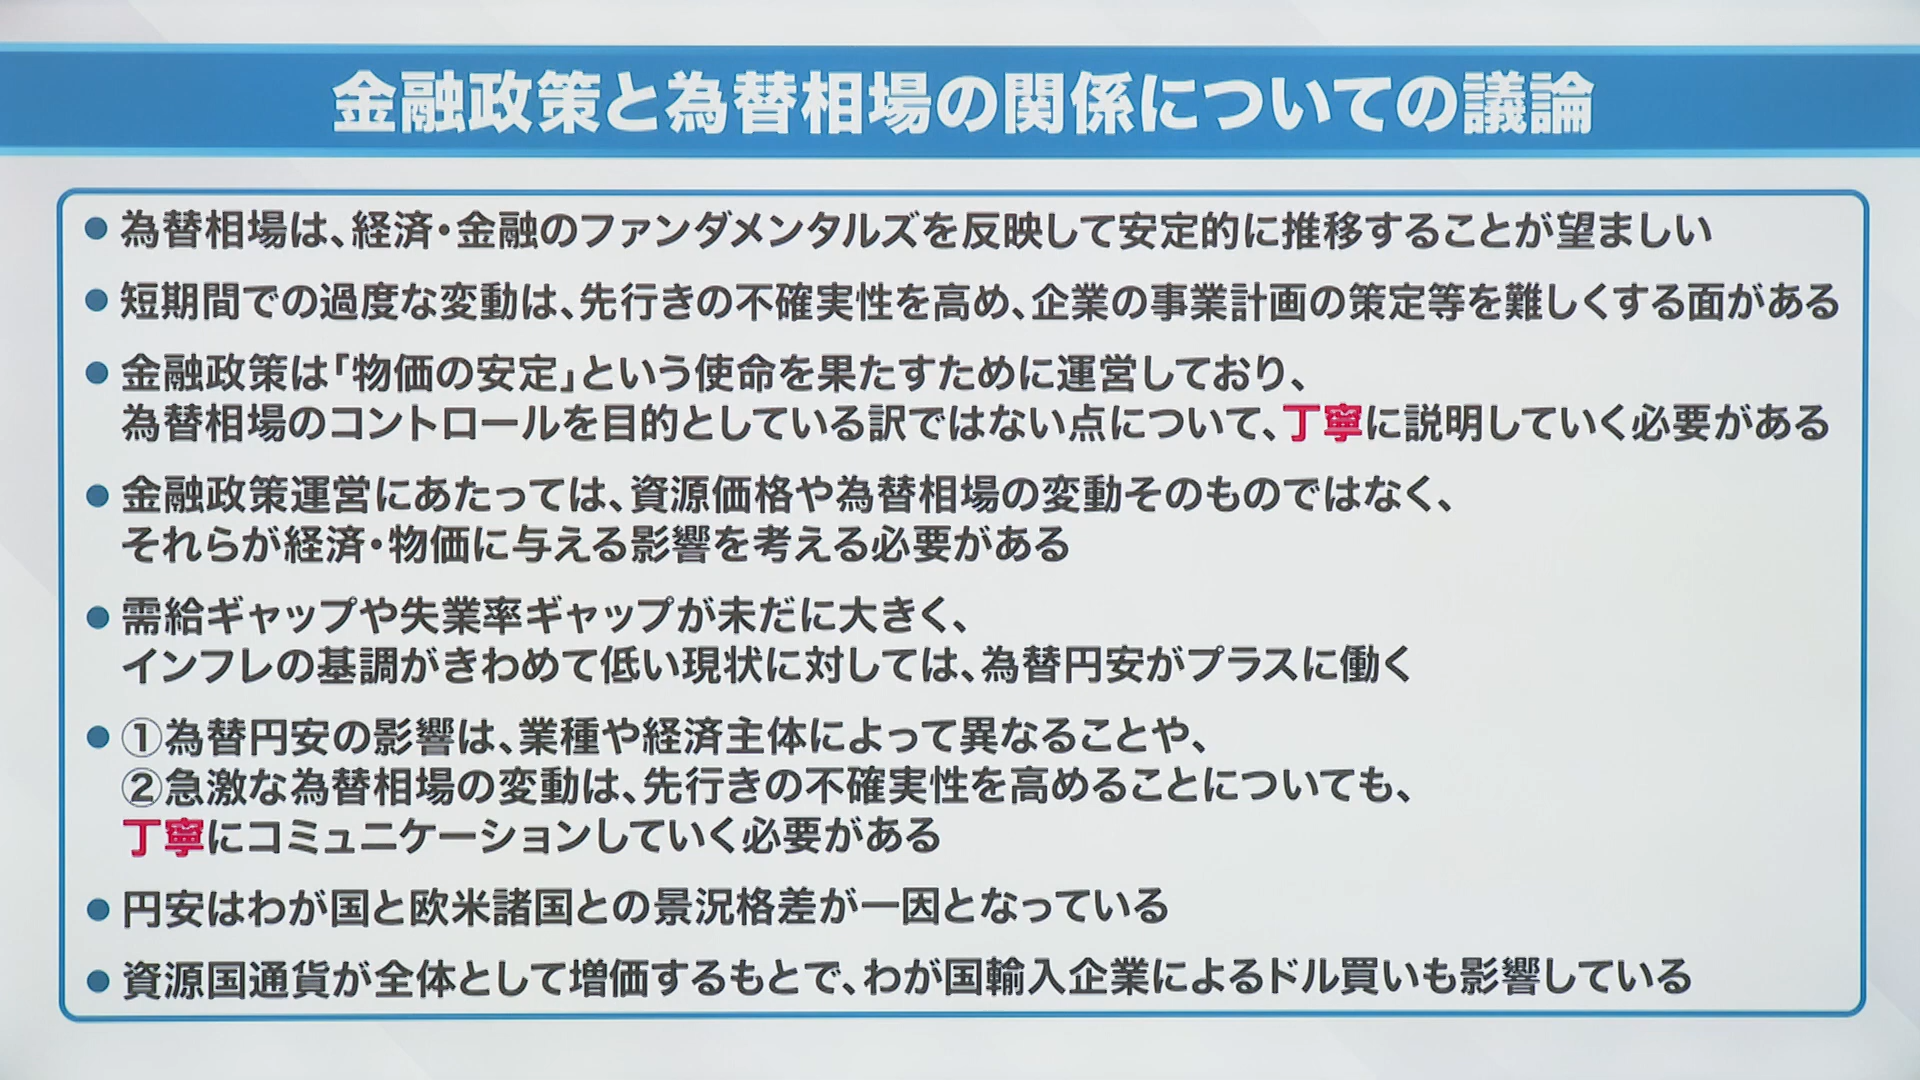 金融政策と為替相場の関係についての議論
●為替相場は、経済・金融のファンダメンタルズを反映して安定的に推移することが望ましい
●短期間での過度な変動は、先行きの不確実性を高め、企業の事業計画の策定等を難しくする面がある
●金融政策は「物価の安定」という使命を果たすために運営しており、
為替相場のコントロールを目的としている訳ではない点について、丁寧に説明していく必要がある
●金融政策運営にあたっては、資源価格や為替相場の変動そのものではなく、
それらが経済・物価に与える影響を考える必要がある
●需給ギャップや失業率ギャップが未だに大きく、
インフレの基調がきわめて低い現状に対しては、為替円安がプラスに働く
●①為替円安の影響は、業種や経済主体によって異なることや、
②急激な為替相場の変動は、先行きの不確実性を高めることについても、
丁寧にコミュニケーションしていく必要がある
●円安はわが国と欧米諸国との景況格差が一因となっている
●資源国通貨が全体として増価するもとで、わが国輸入企業によるドル買いも影響している